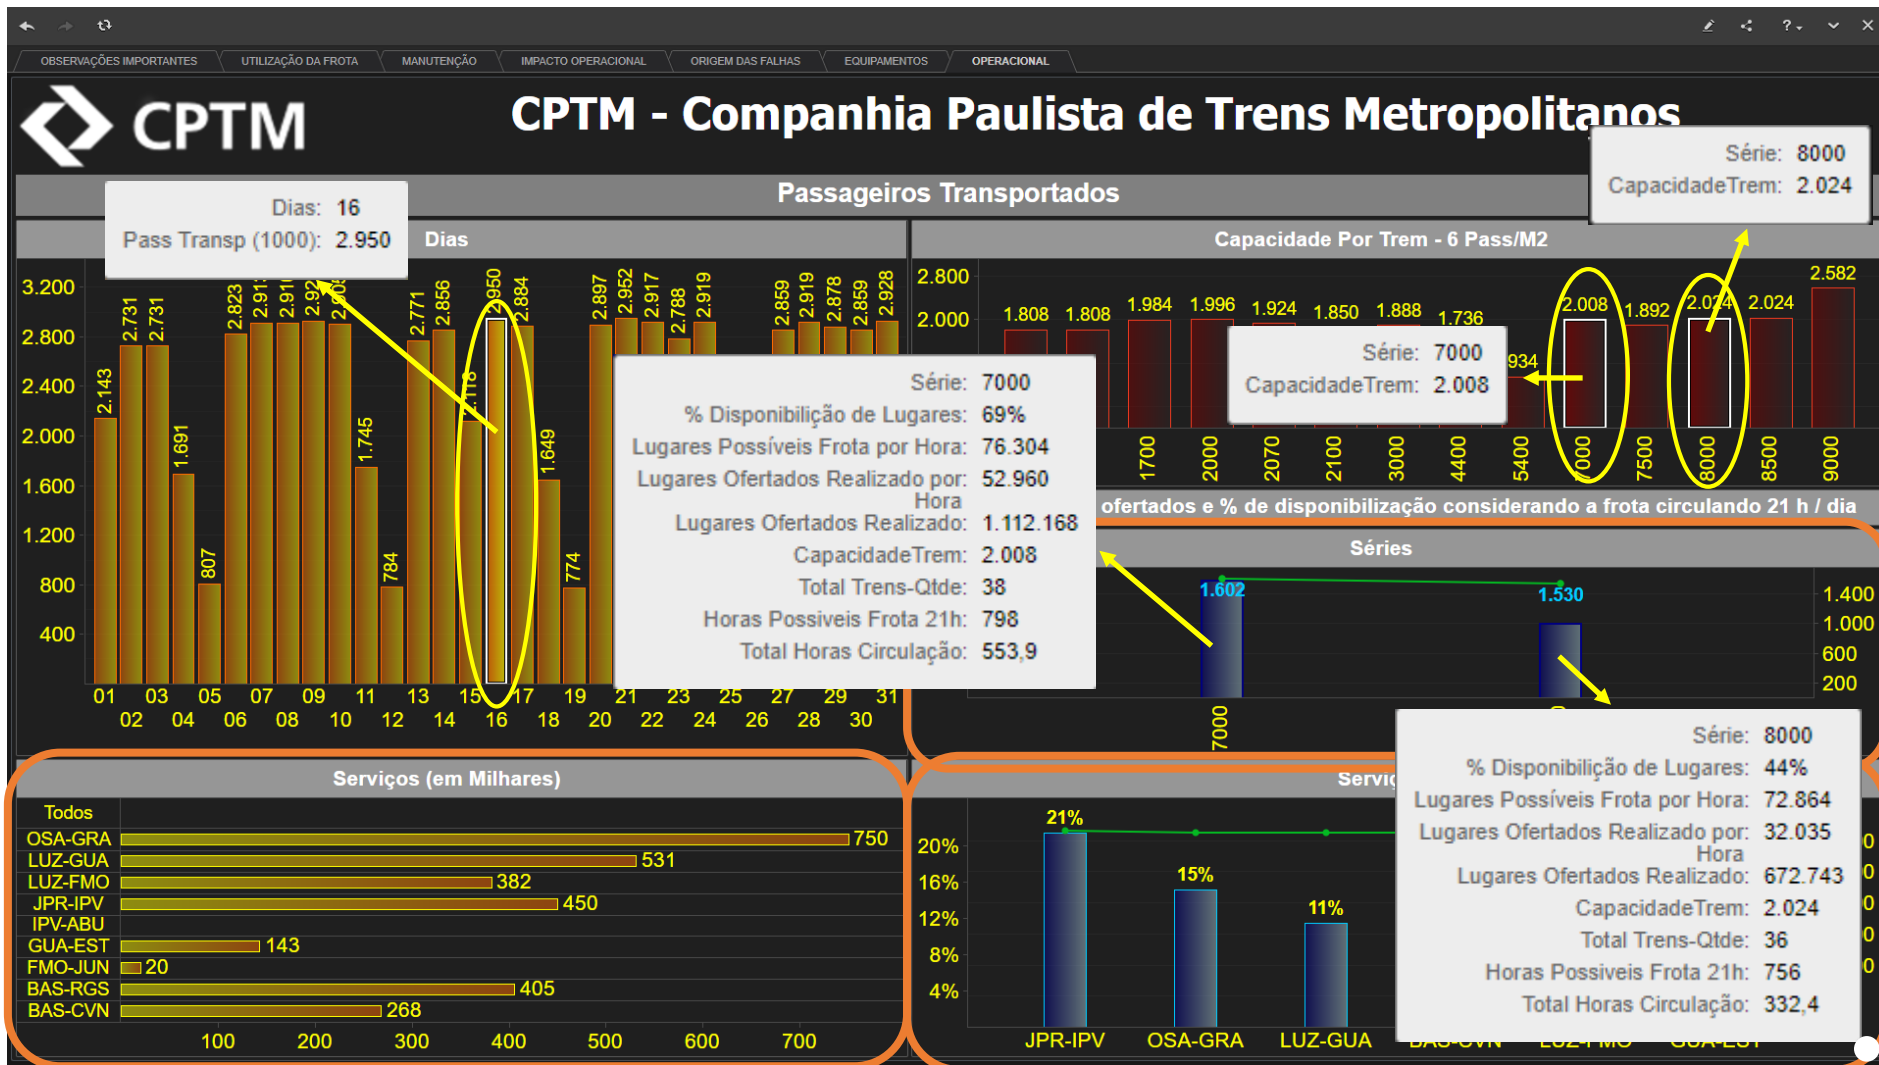 OBSERVAÇÕES IMPORTANTES
UTILIZAÇÃO DA FROTA
MANUTENÇÃO
IMPACTO OPERACIONAL
ORIGEM DAS FALHAS
EQUIPAMENTOS
OPERACIONAL
CPTM
CPTM - Companhia Paulista de Trens Metropolitanos
Passageiros Transportados
Série: 8000
CapacidadeTrem: 2.024
Dias: 16
Pass Transp (1000): 2.950
Dias
3.200
2.800
2.400
2.000
1.600
1.200
800
400
2.143
2.731
2.731
1.691
807
2.823
1.745
784
2.771
2.856
2.950
2.884
1.649
774
2.897
2.952
2.917
2.788
2.919
2.859
2.919
2.878
2.859
2.928
01 03 05 07 09 11 13 15 17 19 21 23 25 27 29 31
02 04 06 08 10 12 14 16 18 20 22 24 26 28 30
Capacidade Por Trem - 6 Pass/M2
2.800
2.000
1.808 1.808 1.984 1.996 1.924 1.850 1.888 1.736 934 2.008 1.892 2.024 2.024 2.582
Série: 7000
CapacidadeTrem: 2.008
1700 2000 2070 2100 3000 4400 5400 7000 7500 8000 8500 9000
ofertados e % de disponibilização considerando a frota circulando 21 h / dia
Séries
1.602
1.530
1.400
1.000
600
200
7000
Série: 7000
% Disponibilição de Lugares: 69%
Lugares Possíveis Frota por Hora: 76.304
Lugares Ofertados Realizado por: 52.960
Hora
Lugares Ofertados Realizado: 1.112.168
CapacidadeTrem: 2.008
Total Trens-Qtde: 38
Horas Possiveis Frota 21h: 798
Total Horas Circulação: 553,9
Série: 8000
% Disponibilição de Lugares: 44%
Lugares Possíveis Frota por Hora: 72.864
Lugares Ofertados Realizado por: 32.035
Hora
Lugares Ofertados Realizado: 672.743
CapacidadeTrem: 2.024
Total Trens-Qtde: 36
Horas Possiveis Frota 21h: 756
Total Horas Circulação: 332,4
Serviços (em Milhares)
Todos
OSA-GRA 750
LUZ-GUA 531
LUZ-FMO 382
JPR-IPV 450
IPV-ABU
GUA-EST 143
FMO-JUN 20
BAS-RGS 405
BAS-CVN 268
100 200 300 400 500 600 700
20%
16%
12%
8%
4%
21%
15%
11%
JPR-IPV OSA-GRA LUZ-GUA